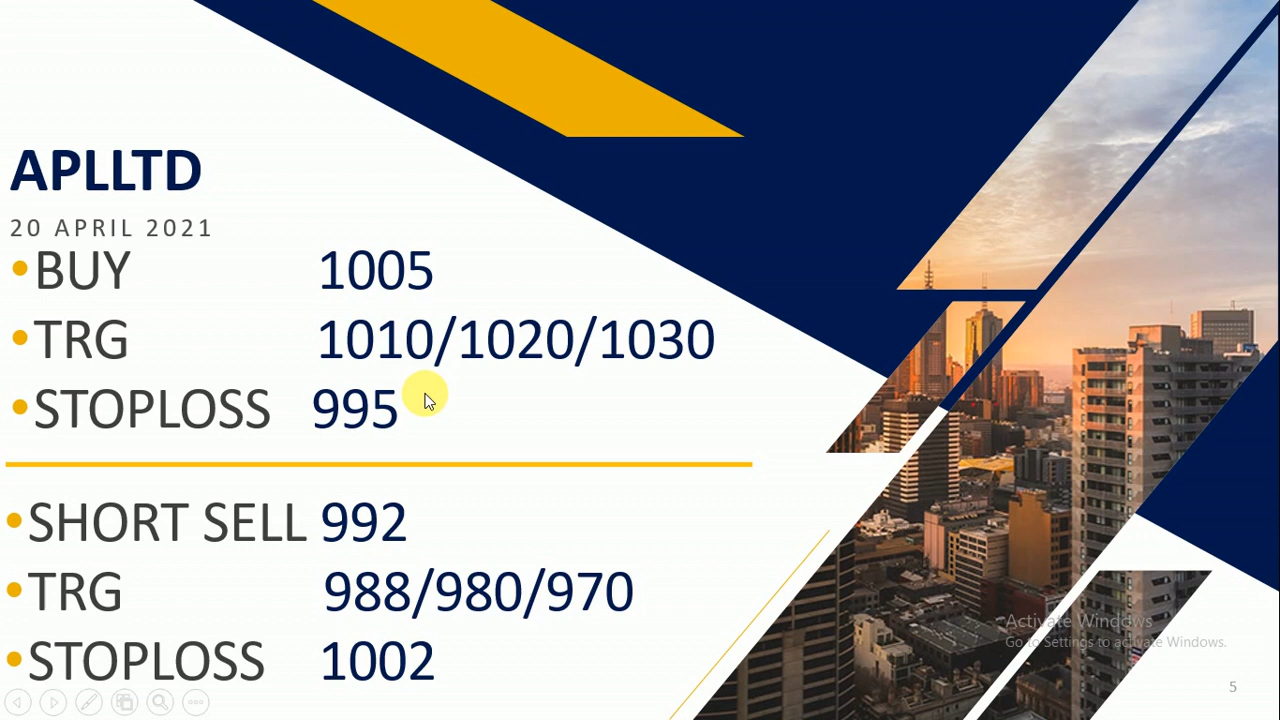 APLLTD
20 APRIL 2021
•BUY 1005
•TRG 1010/1020/1030
•STOPLOSS 995
•SHORT SELL 992
•TRG 988/980/970
•STOPLOSS 1002
Activate Windows
Go to Settings to activate Windows.
5